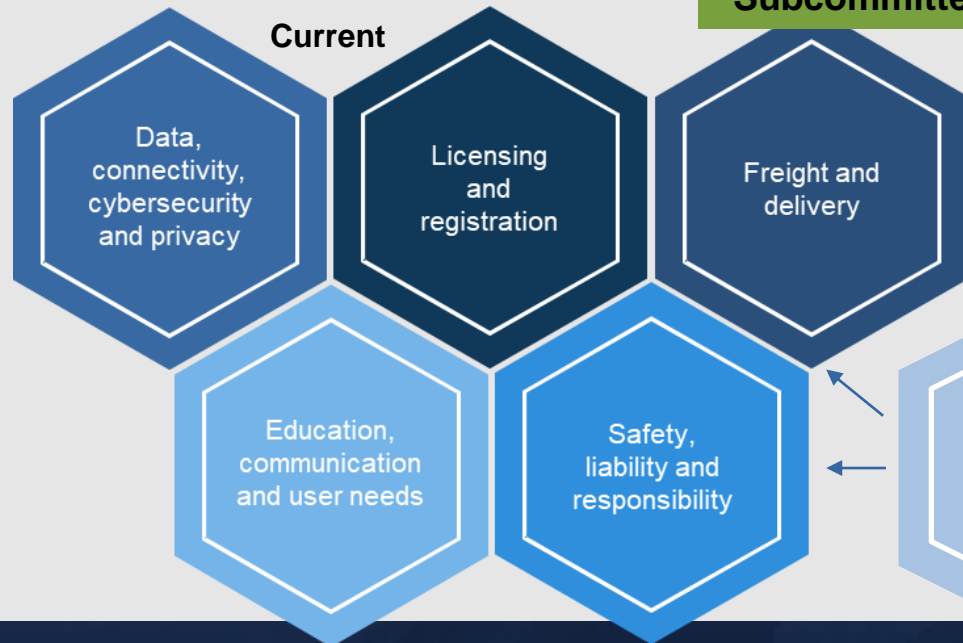 Current
Data,
connectivity,
cybersecurity
and privacy
Licensing
and
registration
Freight and
delivery
Education,
communication
and user needs
Safety,
liability and
responsibility